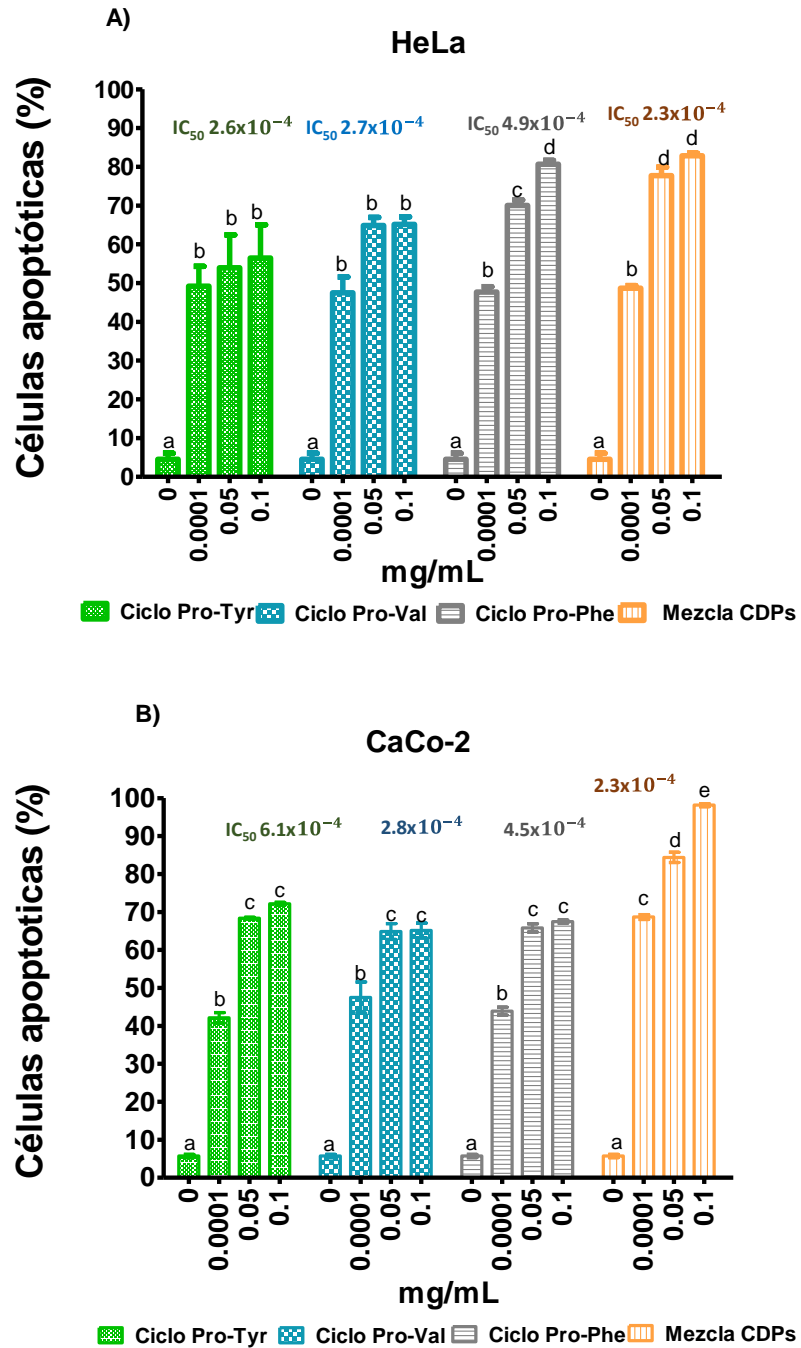 A)
HeLa
Células apoptóticas (%)
100
90
80
70
60
50
40
30
20
10
0
IC50 2.6x10−4 IC50 2.7x10−4 IC50 4.9x10−4 IC50 2.3x10−4
a b b b a b b b a b c d a b d d
0 0.0001 0.05 0.1 0 0.0001 0.05 0.1 0 0.0001 0.05 0.1 0 0.0001 0.05 0.1
mg/mL
Ciclo Pro-Tyr Ciclo Pro-Val Ciclo Pro-Phe Mezcla CDPs
B)
CaCo-2
Células apoptoticas (%)
100
90
80
70
60
50
40
30
20
10
0
IC50 6.1x10−4 2.8x10−4 4.5x10−4 2.3x10−4
a b c c a b c c a b c c a c d e
0 0.0001 0.05 0.1 0 0.0001 0.05 0.1 0 0.0001 0.05 0.1 0 0.0001 0.05 0.1
mg/mL
Ciclo Pro-Tyr Ciclo Pro-Val Ciclo Pro-Phe Mezcla CDPs